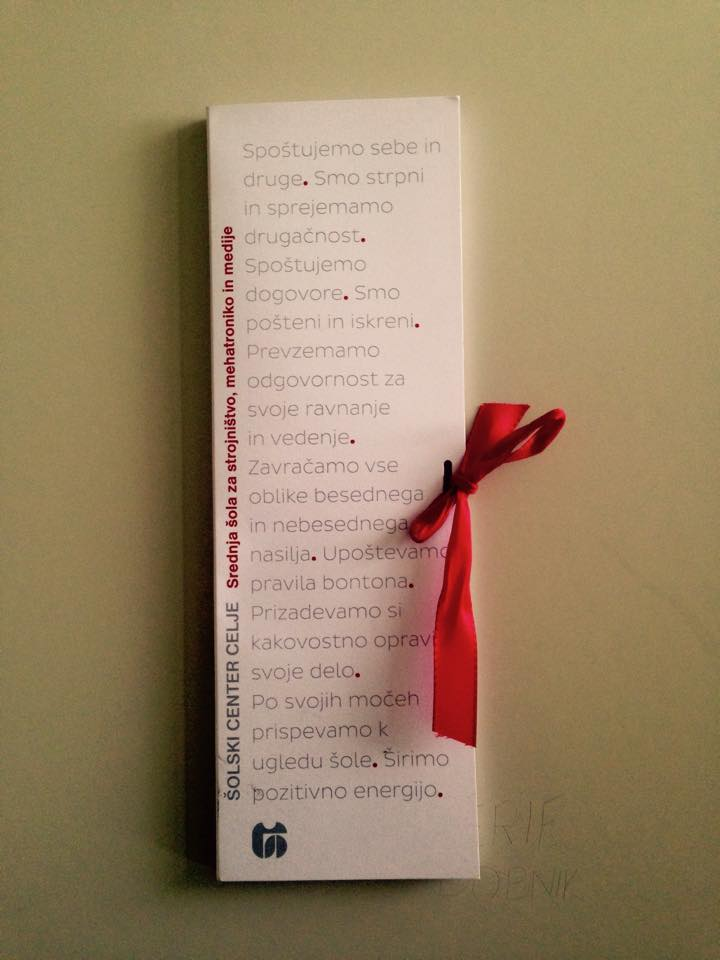 Spoštujemo sebe in
druge. Smo strpni
in sprejemamo
drugačnost.
Spoštujemo
dogovore. Smo
pošteni in iskreni.
Prevzemamo
odgovornost za
svoje ravnanje
in vedenje.
Zavračamo vse
oblike besednega
in nebesednega
nasilja. Upoštevamo
pravila bontona.
Prizadevamo si
kakovostno opravi
svoje delo.
Po svojih močeh
prispevamo k
ugledu šole. Širimo
pozitivno energijo.
ŠOLSKI CENTER CELJE Srednja šola za strojništvo, mehatroniko in medije